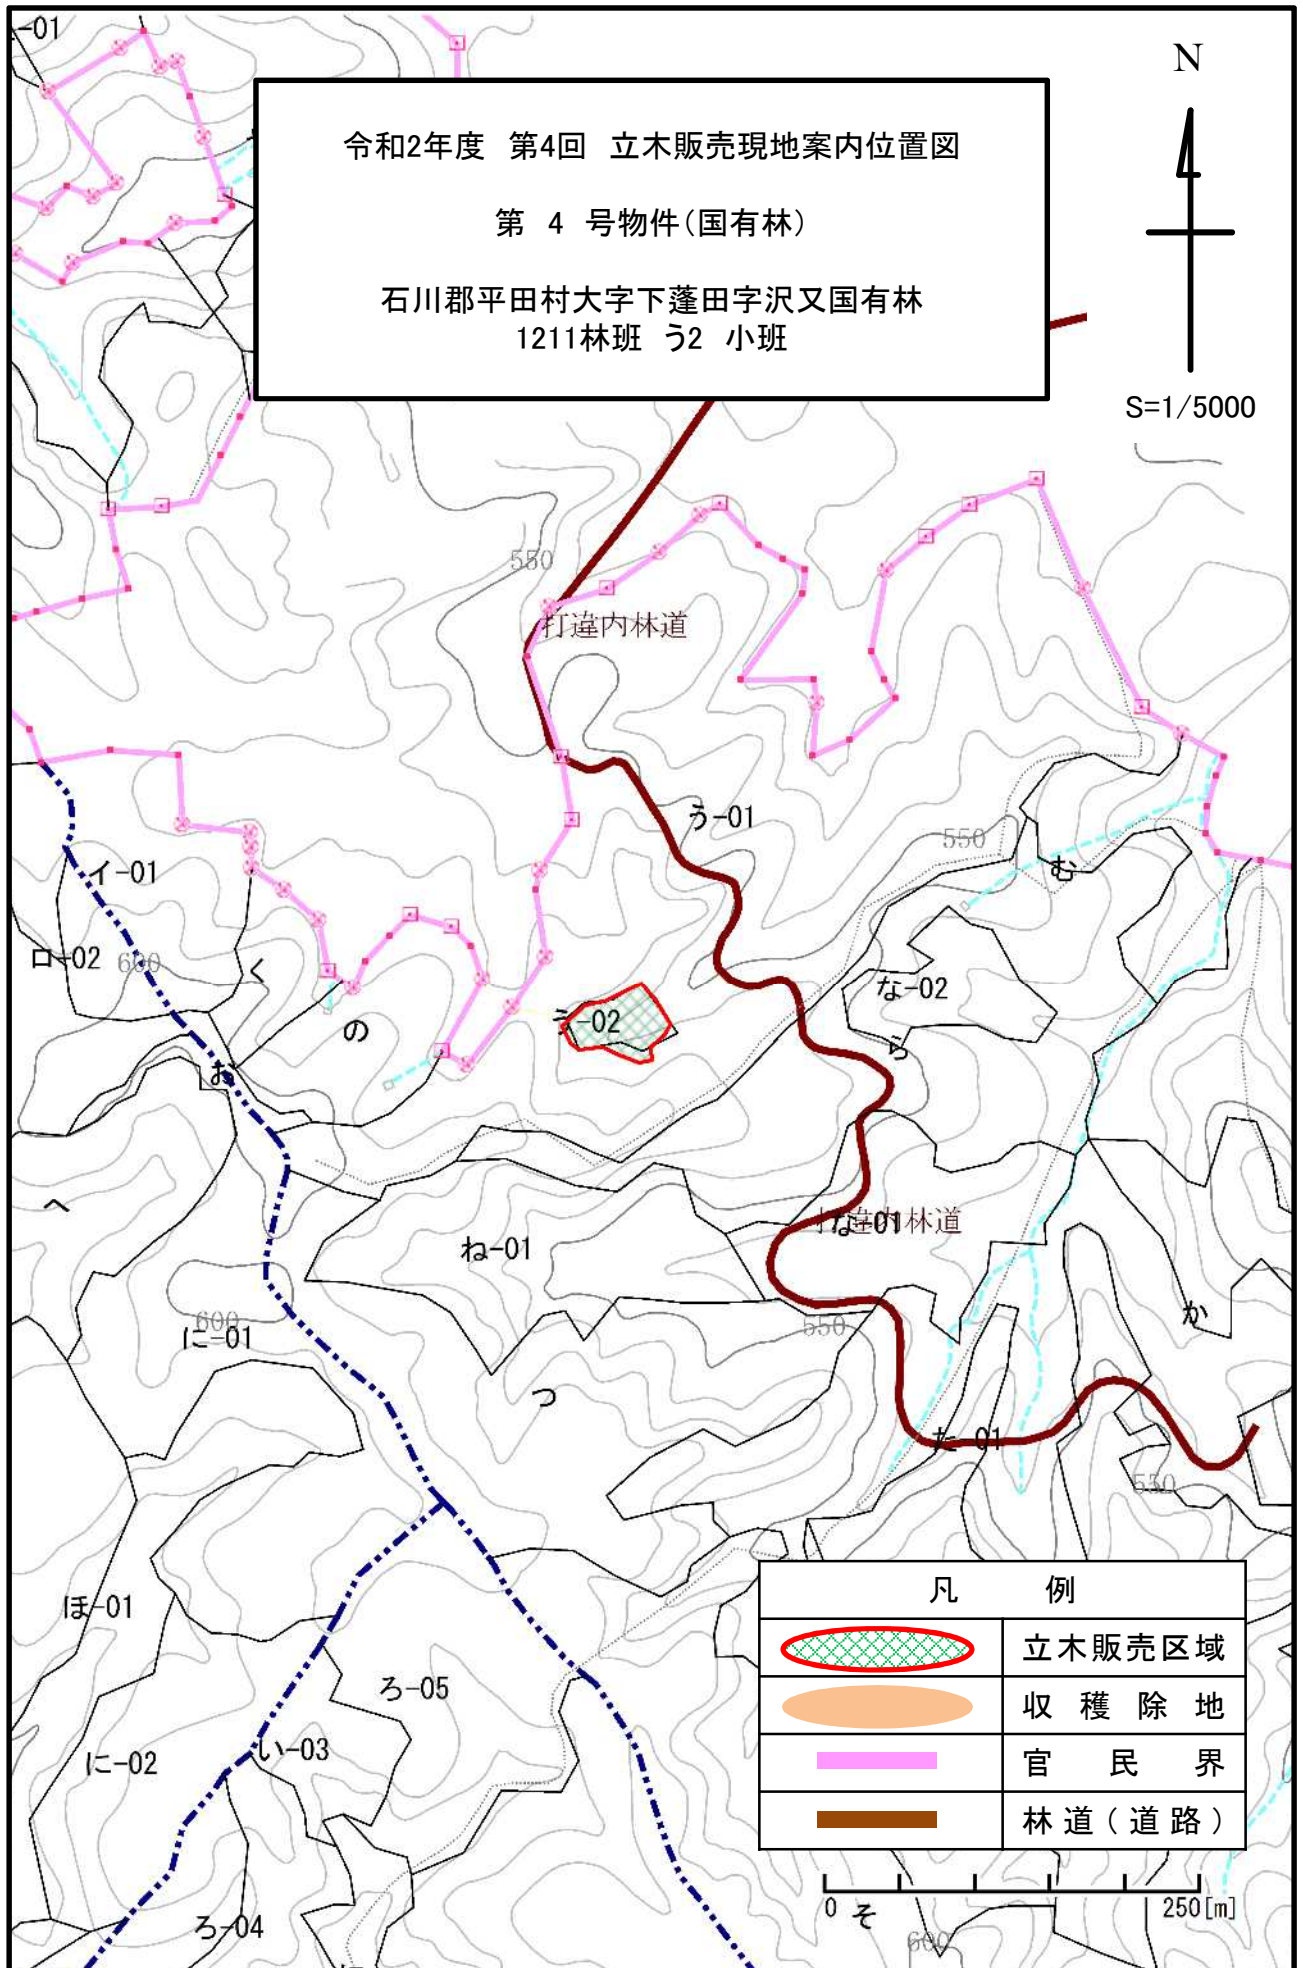 -01
N
令和2年度 第4回 立木販売現地案内位置図
第 4 号物件(国有林)
石川郡平田村大字下蓬田字沢又国有林
1211林班 う2 小班
S=1/5000
550
打違内林道
う-01
550
む
イ-01
ロ-02
600
く
な-02
の
う-02
ら
お
へ
ね-01
打違内林道
な-01
か
600
に-01
550
つ
た-01
550
凡 例
ほ-01
立木販売区域
ろ-05
収穫除地
い-03
に-02
官民界
林道(道路)
0
250[m]
そ
ろ-04
600